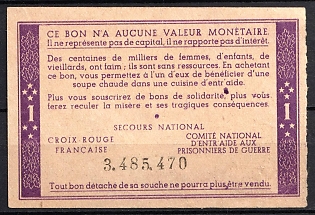 CE BON N'A AUCUNE VALEUR MONÉTAIRE.
Il ne représente pas de capital, il ne rapporte pas d'intérêt.
Des centaines de milliers de femmes, d'enfants, de
vieillards, ont faim ; ils sont sans ressources. En achetant
ce bon, vous permettez à l'un d'eux de bénéficier d'une
soupe chaude dans une cuisine d'entr'aide.
Plus vous souscrirez de bons de solidarité, plus vous
ferez reculer la misère et ses tragiques conséquences.
1
1
SECOURS NATIONAL
CROIX-ROUGE
FRANÇAISE
COMITÉ NATIONAL
D'ENTR'AIDE AUX
PRISONNIERS DE GUERRE
3.485.470
Tout bon détaché de sa souche ne pourra plus être vendu.